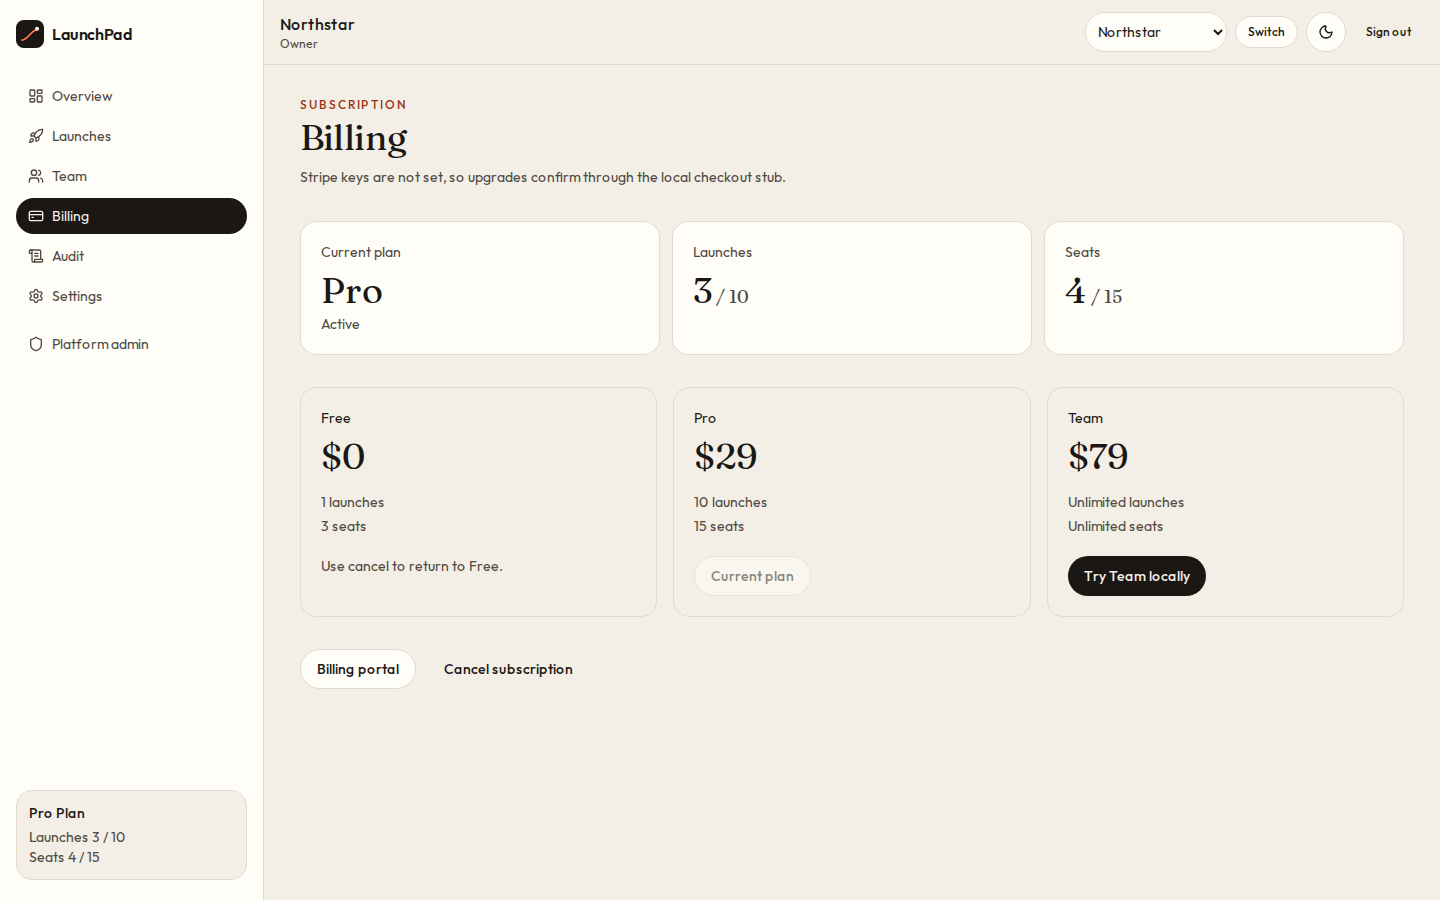 LaunchPad
Overview
Launches
Team
Billing
Audit
Settings
Platform admin
Pro Plan
Launches 3 / 10
Seats 4 / 15
Northstar
Owner
Northstar
Switch
Sign out
SUBSCRIPTION
Billing
Stripe keys are not set, so upgrades confirm through the local checkout stub.
Current plan
Pro
Active
Launches
3 / 10
Seats
4 / 15
Free
$0
1 launches
3 seats
Use cancel to return to Free.
Pro
$29
10 launches
15 seats
Current plan
Team
$79
Unlimited launches
Unlimited seats
Try Team locally
Billing portal
Cancel subscription